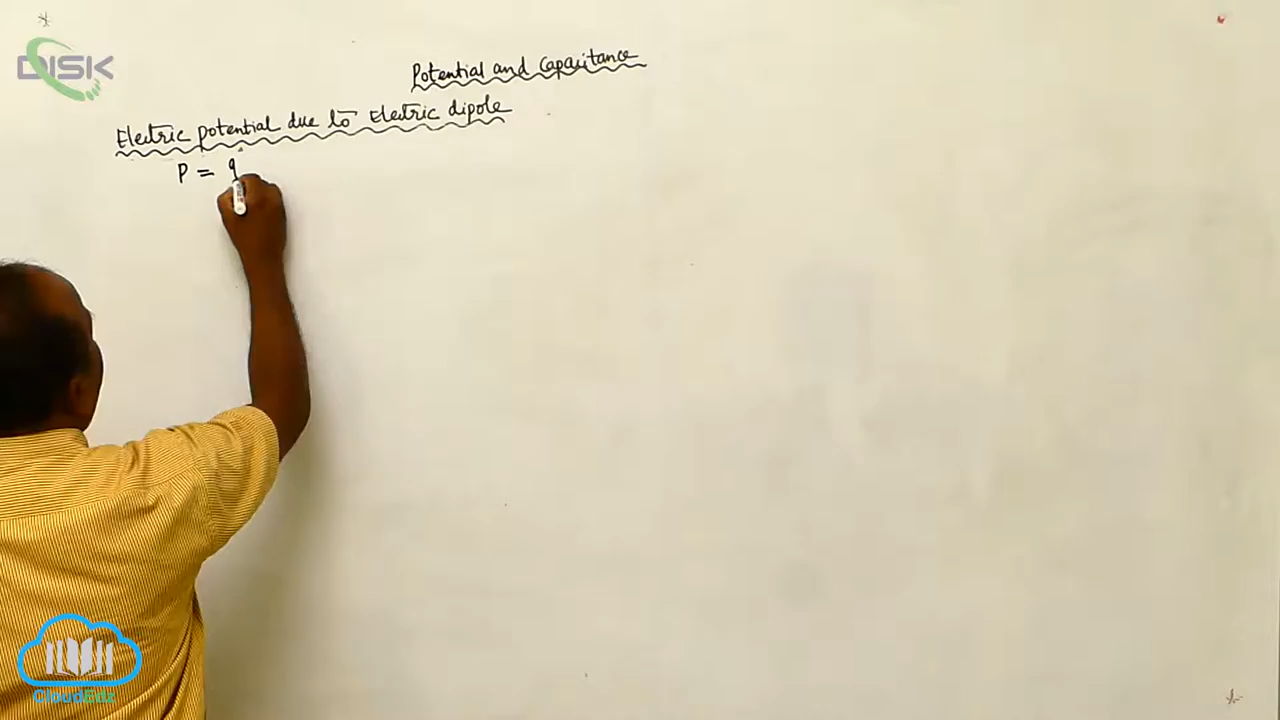 DISK
Potential and Capacitance
Electric potential due to Electric dipole
P = q
CloudEdz